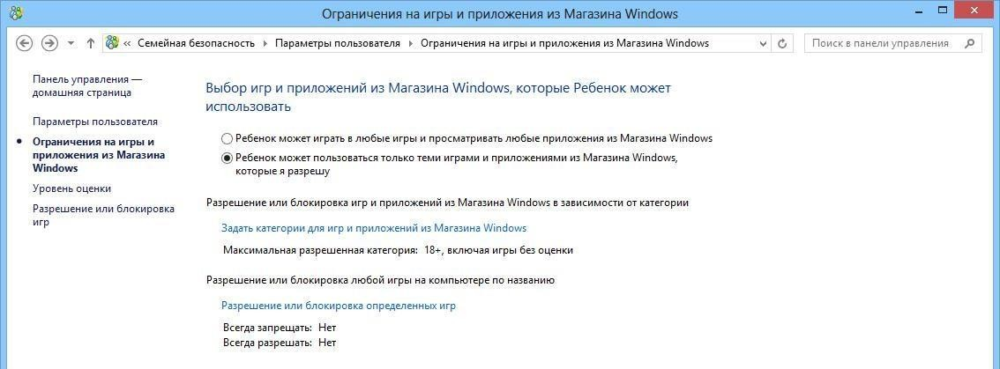 Ограничения на игры и приложения из Магазина Windows
« Семейная безопасность Параметры пользователя Ограничения на игры и приложения из Магазина Windows
Поиск в панели управления
Панель управления —
домашняя страница
Параметры пользователя
Ограничения на игры и
приложения из Магазина
Windows
Уровень оценки
Разрешение или блокировка
игр
Выбор игр и приложений из Магазина Windows, которые Ребенок может
использовать
Ребенок может играть в любые игры и просматривать любые приложения из Магазина Windows
Ребенок может пользоваться только теми играми и приложениями из Магазина Windows,
которые я разрешу
Разрешение или блокировка игр и приложений из Магазина Windows в зависимости от категории
Задать категории для игр и приложений из Магазина Windows
Максимальная разрешенная категория: 18+, включая игры без оценки
Разрешение или блокировка любой игры на компьютере по названию
Разрешение или блокировка определенных игр
Всегда запрещать: Нет
Всегда разрешать: Нет